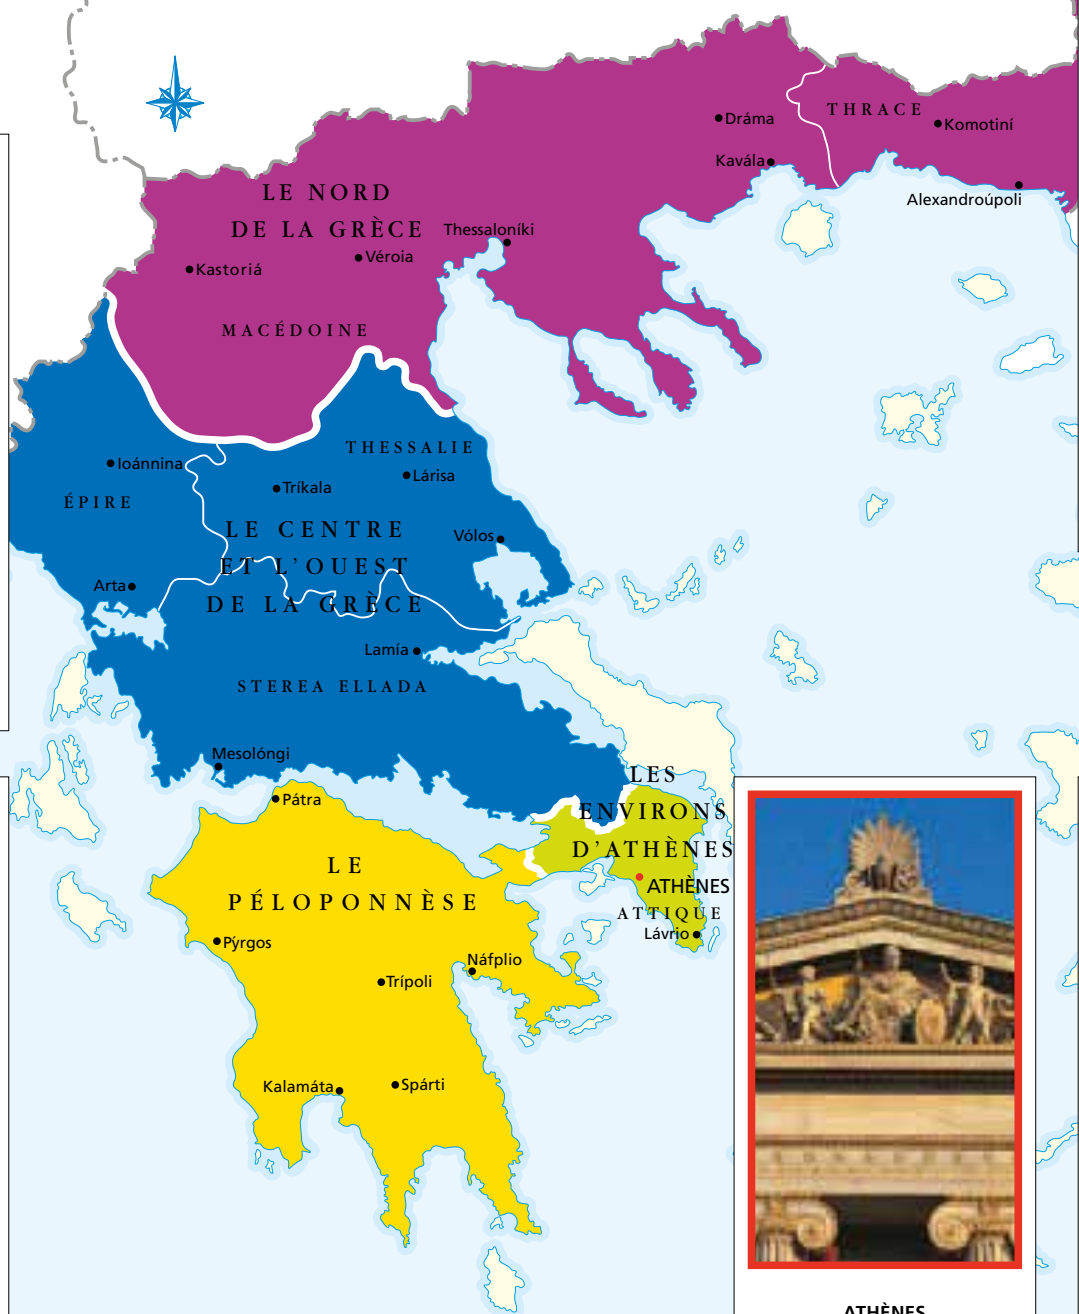 THRACE
Dráma
Komotiní
Kavála
Alexandroúpoli
LE NORD
DE LA GRÈCE
Thessaloníki
Véroia
Kastoriá
MACÉDOINE
THESSALIE
Ioánnina
Lárisa
Tríkala
ÉPIRE
LE CENTRE
ET L'OUEST
DE LA GRÈCE
Vólos
Arta
Lamía
STEREA ELLADA
Mesolóngi
LES
ENVIRONS
D'ATHÈNES
Pátra
LE
PÉLOPONNÈSE
ATHÈNES
ATTIQUE
Lávrio
Pýrgos
Náfplio
Trípoli
Kalamáta
Spárti
ATHÈNES